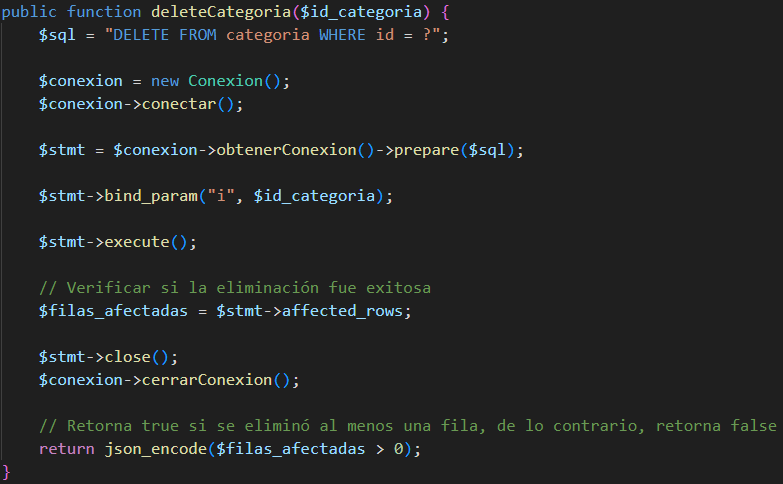 public function deleteCategoria($id_categoria) {
    $sql = "DELETE FROM categoria WHERE id = ?";
    $conexion = new Conexion();
    $conexion->conectar();
    $stmt = $conexion->obtenerConexion()->prepare($sql);
    $stmt->bind_param("i", $id_categoria);
    $stmt->execute();
    // Verificar si la eliminación fue exitosa
    $filas_afectadas = $stmt->affected_rows;
    $stmt->close();
    $conexion->cerrarConexion();
    // Retorna true si se eliminó al menos una fila, de lo contrario, retorna false
    return json_encode($filas_afectadas > 0);
}